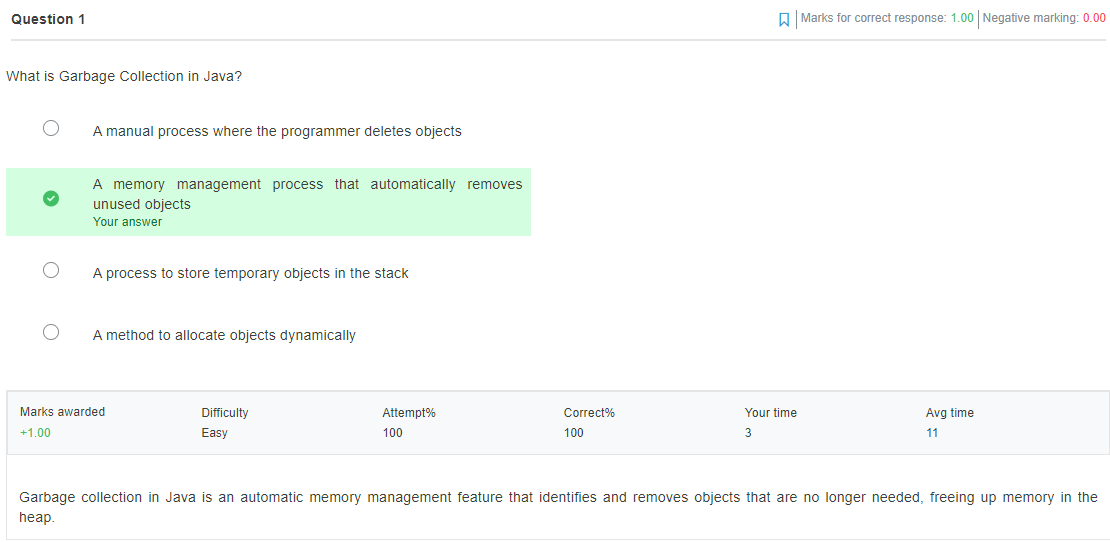 Question 1
Marks for correct response: 1.00 Negative marking: 0.00
What is Garbage Collection in Java?
A manual process where the programmer deletes objects
A memory management process that automatically removes
unused objects
Your answer
A process to store temporary objects in the stack
A method to allocate objects dynamically
Marks awarded Difficulty Attempt% Correct% Your time Avg time
+1.00 Easy 100 100 3 11
Garbage collection in Java is an automatic memory management feature that identifies and removes objects that are no longer needed, freeing up memory in the
heap.